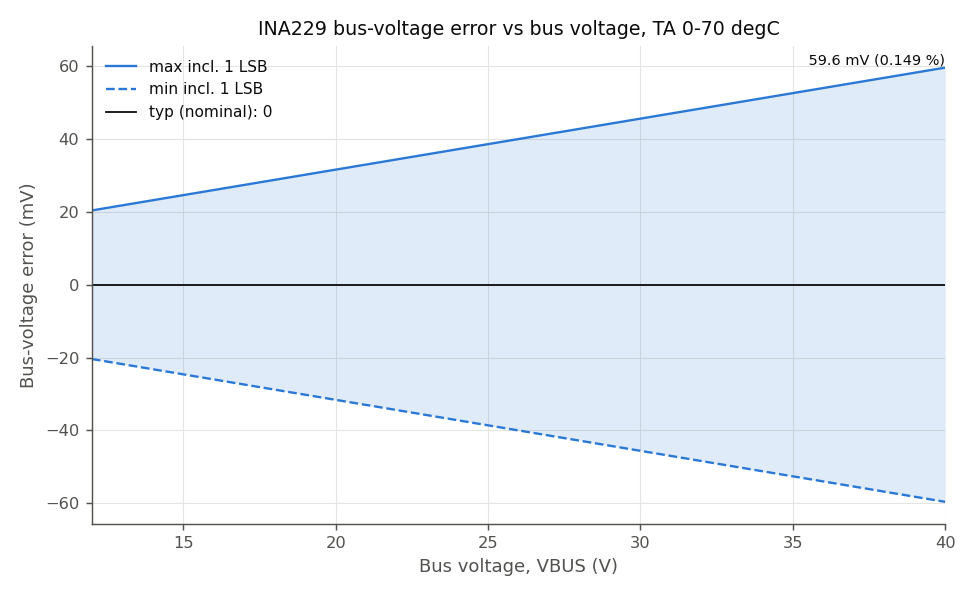 INA229 bus-voltage error vs bus voltage, TA 0-70 degC
59.6 mV (0.149 %)
max incl. 1 LSB
min incl. 1 LSB
typ (nominal): 0
Bus-voltage error (mV)
60
40
20
0
−20
−40
−60
15
20
25
30
35
40
Bus voltage, VBUS (V)